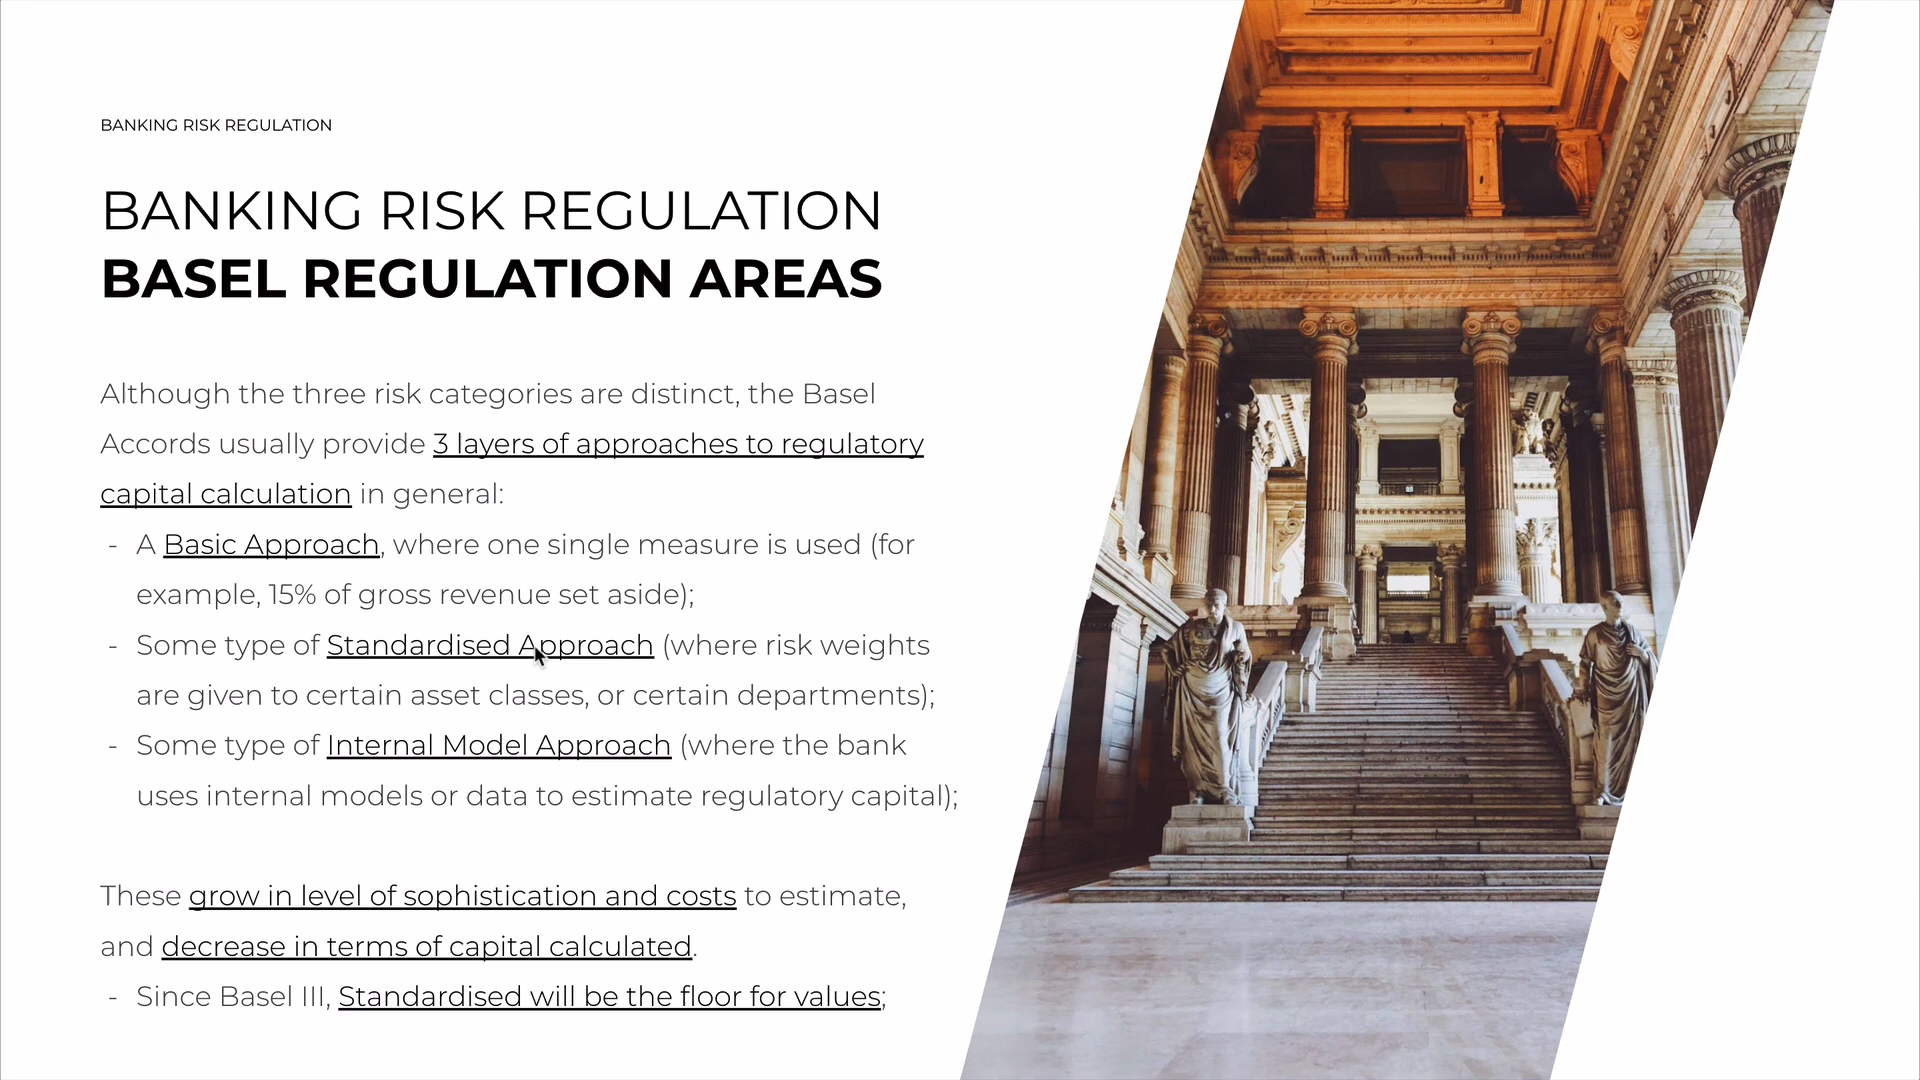 BANKING RISK REGULATION
BANKING RISK REGULATION
BASEL REGULATION AREAS
Although the three risk categories are distinct, the Basel
Accords usually provide 3 layers of approaches to regulatory
capital calculation in general:
- A Basic Approach, where one single measure is used (for
example, 15% of gross revenue set aside);
- Some type of Standardised Approach (where risk weights
are given to certain asset classes, or certain departments);
- Some type of Internal Model Approach (where the bank
uses internal models or data to estimate regulatory capital);
These grow in level of sophistication and costs to estimate,
and decrease in terms of capital calculated.
- Since Basel III, Standardised will be the floor for values;